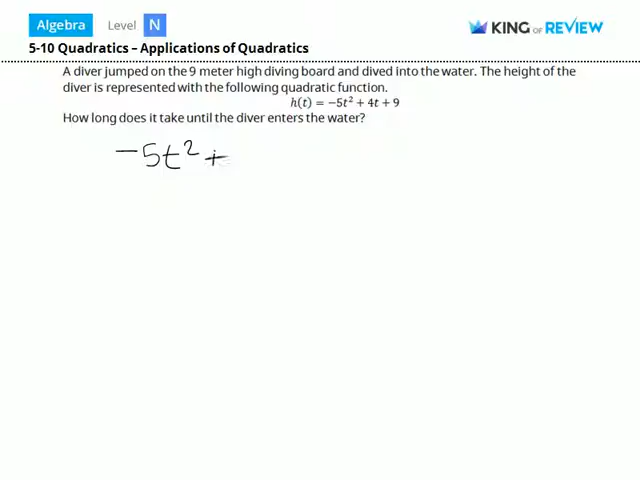 Algebra Level N KING OF REVIEW
5-10 Quadratics – Applications of Quadratics
A diver jumped on the 9 meter high diving board and dived into the water. The height of the
diver is represented with the following quadratic function.
h(t) = −5t² + 4t + 9
How long does it take until the diver enters the water?
−5t² +